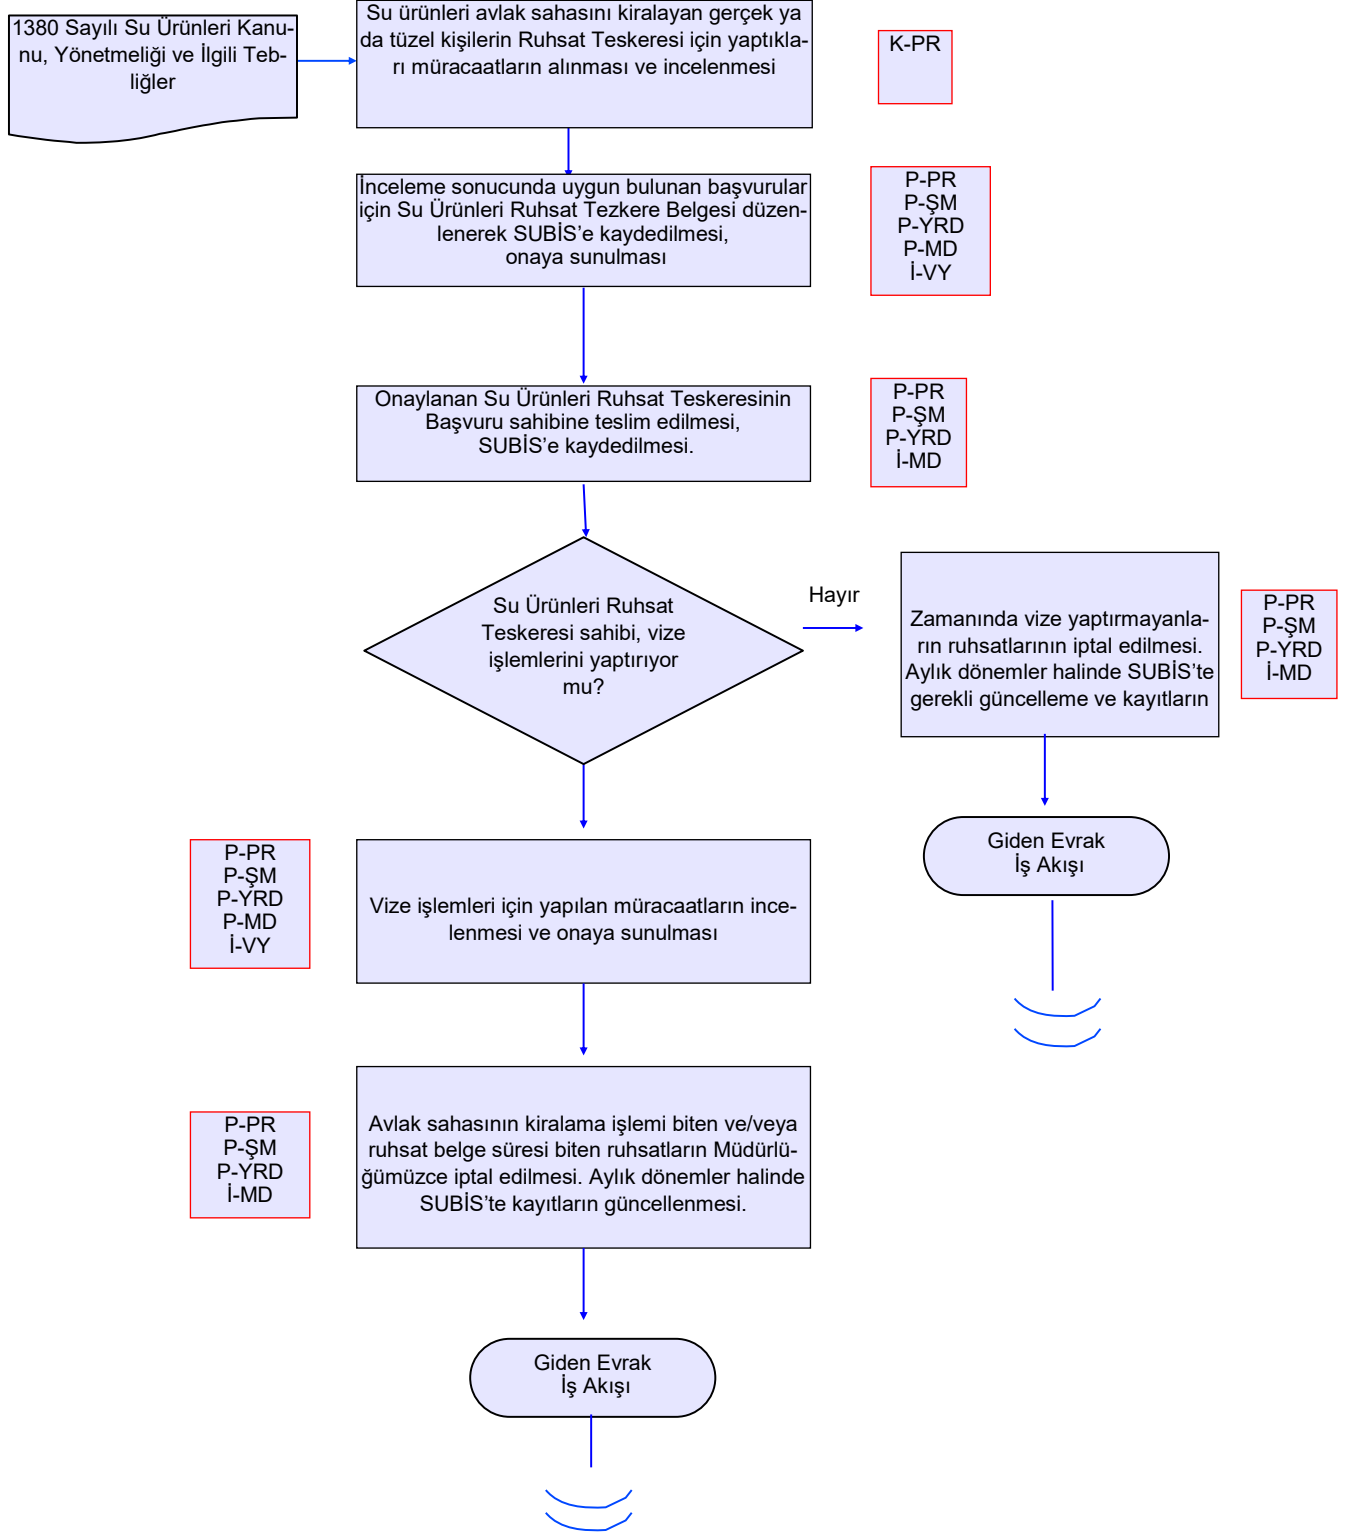 1380 Sayılı Su Ürünleri Kanu-
nu, Yönetmeliği ve İlgili Teb-
liğler
Su ürünleri avlak sahasını kiralayan gerçek ya
da tüzel kişilerin Ruhsat Teskeresi için yaptıkla-
rı müracaatların alınması ve incelenmesi
K-PR
İnceleme sonucunda uygun bulunan başvurular
için Su Ürünleri Ruhsat Tezkere Belgesi düzen-
lenerek SUBİS’e kaydedilmesi,
onaya sunulması
P-PR
P-ŞM
P-YRD
P-MD
İ-VY
Onaylanan Su Ürünleri Ruhsat Teskeresinin
Başvuru sahibine teslim edilmesi,
SUBİS’e kaydedilmesi.
P-PR
P-ŞM
P-YRD
İ-MD
Su Ürünleri Ruhsat
Teskeresi sahibi, vize
işlemlerini yaptırıyor
mu?
Hayır
Zamanında vize yaptırmayanla-
rın ruhsatlarının iptal edilmesi.
Aylık dönemler halinde SUBİS’te
gerekli güncelleme ve kayıtların
P-PR
P-ŞM
P-YRD
İ-MD
Giden Evrak
İş Akışı
P-PR
P-ŞM
P-YRD
P-MD
İ-VY
Vize işlemleri için yapılan müracaatların ince-
lenmesi ve onaya sunulması
P-PR
P-ŞM
P-YRD
İ-MD
Avlak sahasının kiralama işlemi biten ve/veya
ruhsat belge süresi biten ruhsatların Müdürlü-
ğümüzce iptal edilmesi. Aylık dönemler halinde
SUBİS’te kayıtların güncellenmesi.
Giden Evrak
İş Akışı